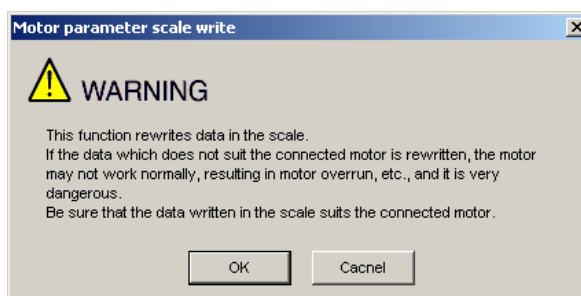 Motor parameter scale write
WARNING
This function rewrites data in the scale.
If the data which does not suit the connected motor is rewritten, the motor
may not work normally, resulting in motor overrun, etc., and it is very
dangerous.
Be sure that the data written in the scale suits the connected motor.
OK
Cacnel